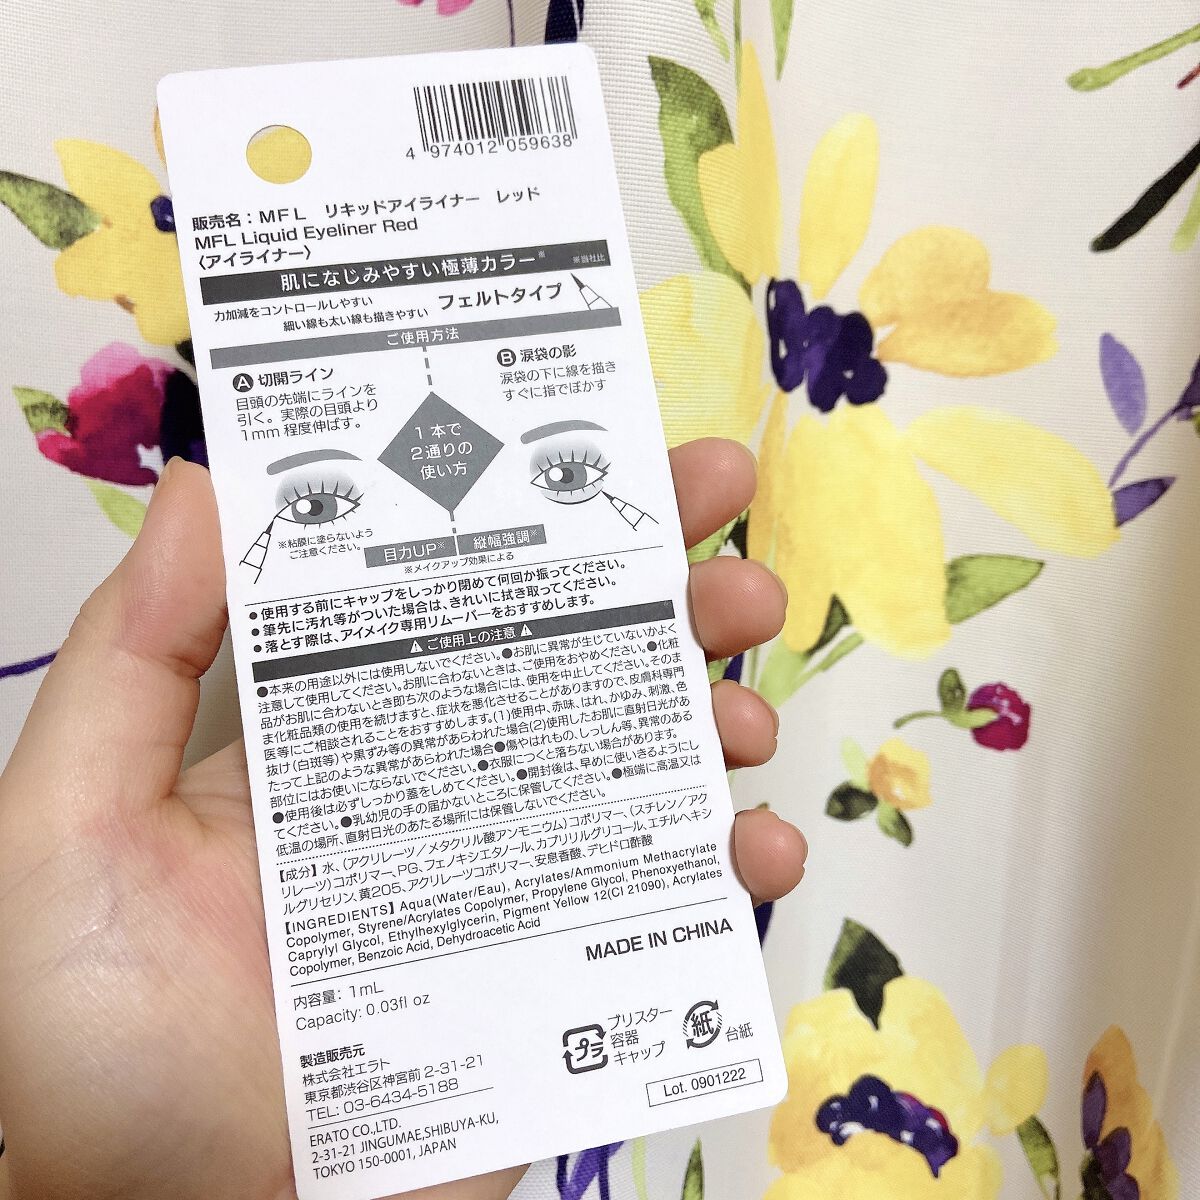 4 974012 059638
販売名：MFL リキッドアイライナー レッド
MFL Liquid Eyeliner Red
〈アイライナー〉
肌になじみやすい極薄カラー※
※当社比
力加減をコントロールしやすい
細い線も太い線も描きやすい
フェルトタイプ
ご使用方法
A 切開ライン
目頭の先端にラインを
引く。実際の目頭より
1mm 程度伸ばす。
B 涙袋の影
涙袋の下に線を描き
すぐに指でぼかす
1本で
2通りの
使い方
※粘膜に塗らないよう
ご注意ください。
目力UP※
縦幅強調※
※メイクアップ効果による
●使用する前にキャップをしっかり閉めて何回か振ってください。
●筆先に汚れ等がついた場合は、きれいに拭き取ってください。
●落とす際は、アイメイク専用リムーバーをおすすめします。
ご使用上の注意
●本来の用途以外には使用しないでください。●お肌に異常が生じていないかよく
注意して使用してください。お肌に合わないときは、ご使用をおやめください。●化粧
品がお肌に合わないとき即ち次のような場合には、使用を中止してください。そのま
ま化粧品類の使用を続けますと、症状を悪化させることがありますので、皮膚科専門
医等にご相談されることをおすすめします。(1)使用中、赤味、はれ、かゆみ、刺激、色
抜け(白斑等)や黒ずみ等の異常があらわれた場合(2)使用したお肌に直射日光があ
たって上記のような異常があらわれた場合●傷やはれもの、しっしん等、異常のある
部位にはお使いにならないでください。●衣服につくと落ちない場合があります。
●使用後は必ずしっかり蓋をしめてください。●開封後は、早めに使いきるようにし
てください。●乳幼児の手の届かないところに保管してください。●極端に高温又は
低温の場所、直射日光のあたる場所には保管しないでください。
【成分】水、(アクリレーツ／メタクリル酸アンモニウム)コポリマー、(スチレン／アク
リレーツ)コポリマー、PG、フェノキシエタノール、カプリリルグリコール、エチルヘキシ
ルグリセリン、黄205、アクリレーツコポリマー、安息香酸、デヒドロ酢酸
【INGREDIENTS】Aqua(Water/Eau), Acrylates/Ammonium Methacrylate
Copolymer, Styrene/Acrylates Copolymer, Propylene Glycol, Phenoxyethanol,
Caprylyl Glycol, Ethylhexylglycerin, Pigment Yellow 12(CI 21090), Acrylates
Copolymer, Benzoic Acid, Dehydroacetic Acid
MADE IN CHINA
内容量：1mL
Capacity: 0.03fl oz
製造販売元
株式会社エラト
東京都渋谷区神宮前 2-31-21
TEL: 03-6434-5188
ERATO CO.,LTD.
2-31-21 JINGUMAE,SHIBUYA-KU,
TOKYO 150-0001, JAPAN
プラ
ブリスター
容器
キャップ
紙
台紙
Lot. 0901222